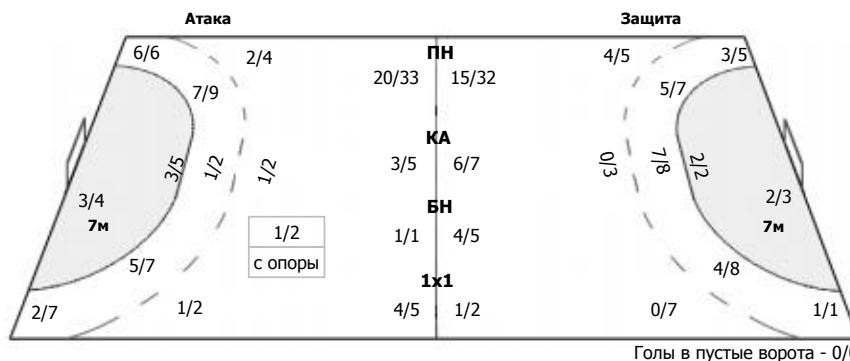 Атака Защита
6/6 2/4 ПН 4/5 3/5
7/9 20/33 15/32 5/7
КА
3/5 1/2 1/2 3/5 6/7 0/3 7/8 2/2
3/4 БН 2/3
7м 1/2 1/1 4/5 7м
5/7 с опоры 4/8
1x1
2/7 1/2 4/5 1/2 0/7 1/1
Голы в пустые ворота - 0/